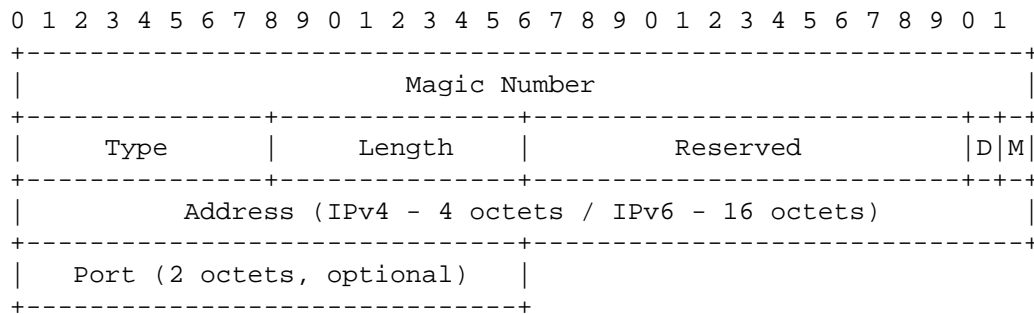 0 1 2 3 4 5 6 7 8 9 0 1 2 3 4 5 6 7 8 9 0 1 2 3 4 5 6 7 8 9 0 1
Magic Number
Type Length Reserved |D|M|
Address (IPv4 - 4 octets / IPv6 - 16 octets)
Port (2 octets, optional)